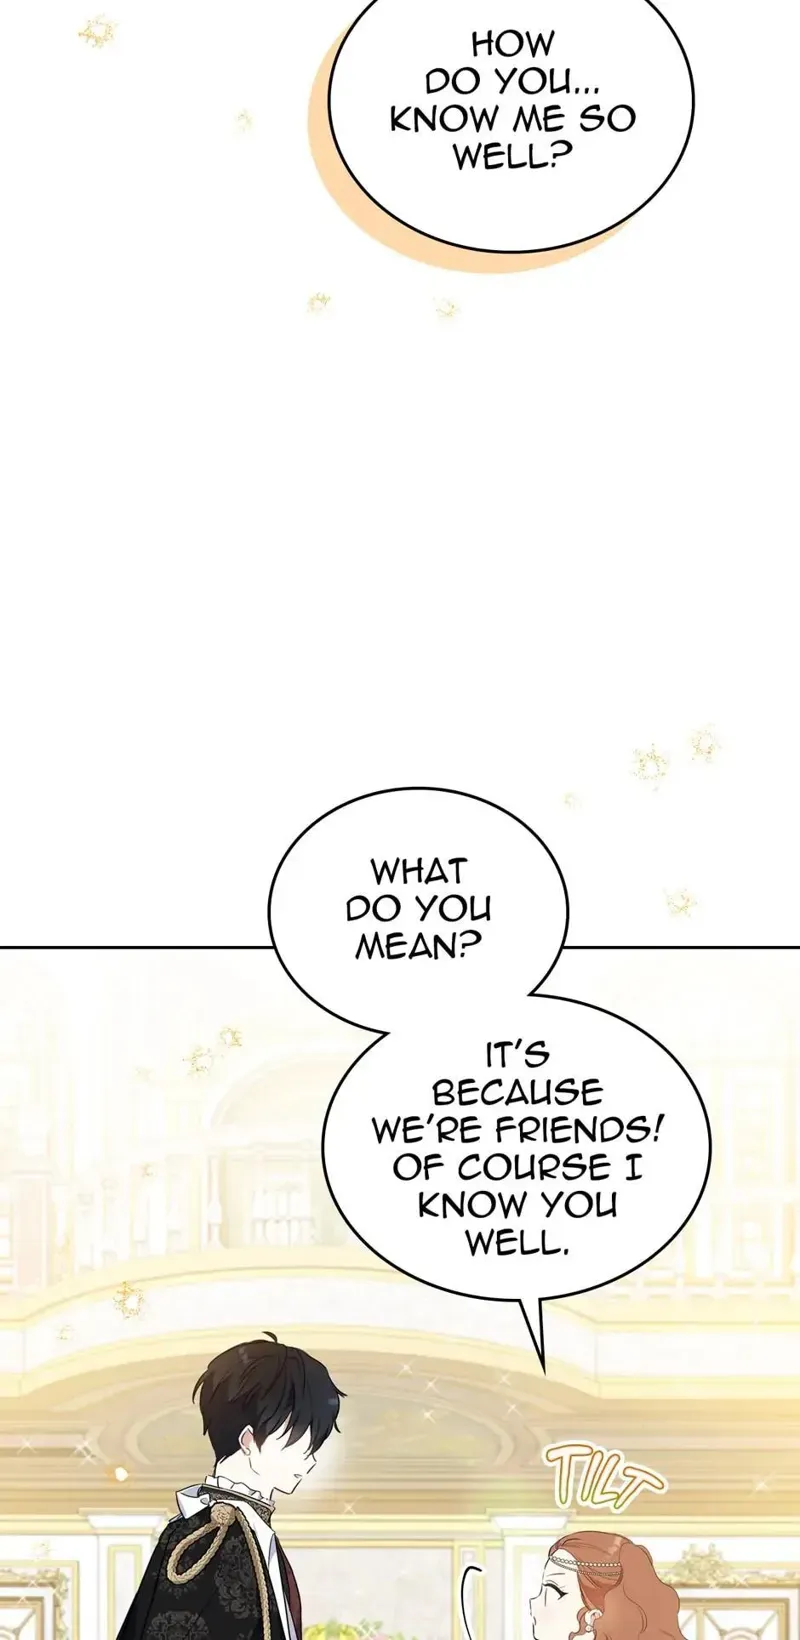 HOW
DO YOU...
KNOW ME SO
WELL?
WHAT
DO YOU
MEAN?
IT'S
BECAUSE
WE'RE FRIENDS!
OF COURSE I
KNOW YOU
WELL.
TILT